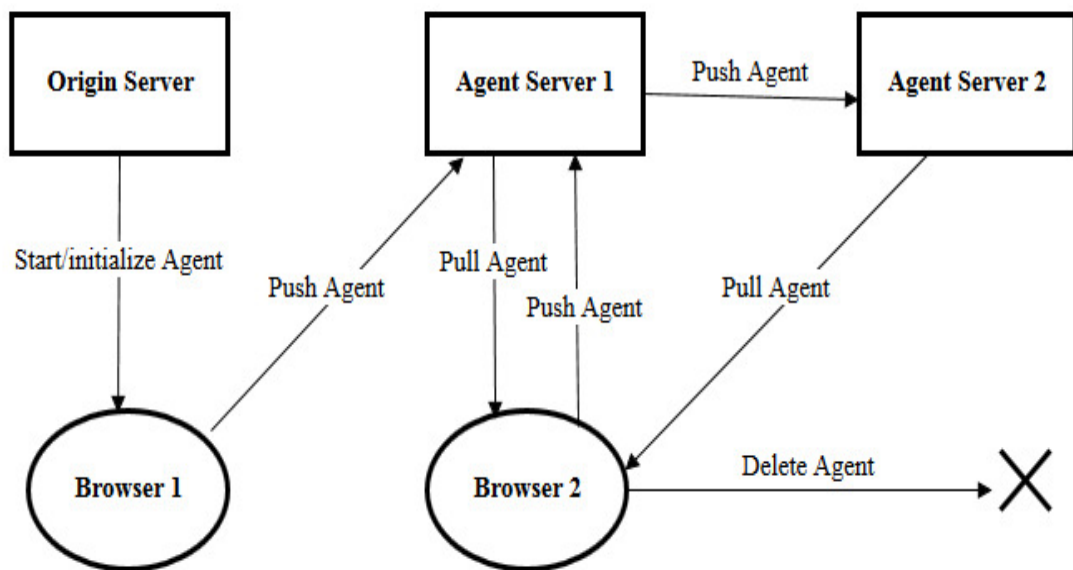 Origin Server
Agent Server 1
Push Agent
Agent Server 2
Start/initialize Agent
Push Agent
Pull Agent
Push Agent
Pull Agent
Browser 1
Browser 2
Delete Agent